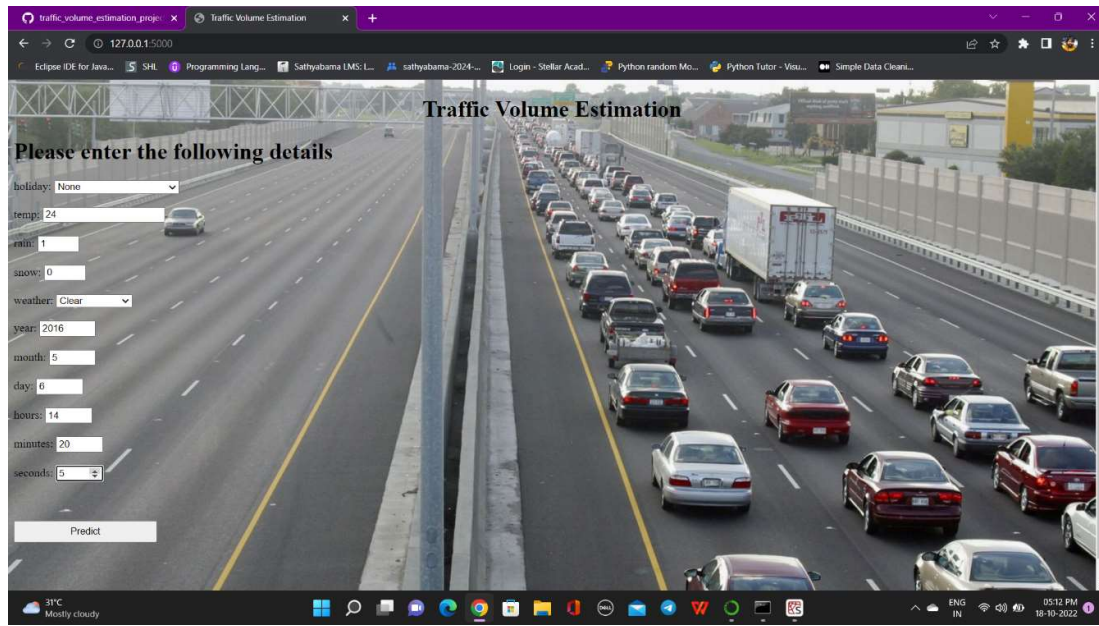 traffic_volume_estimation_projec
Traffic Volume Estimation
127.0.0.1:5000
Eclipse IDE for Java...
SHL
Programming Lang...
Sathyabama LMS: L...
sathyabama-2024-...
Login - Stellar Acad...
Python random Mo...
Python Tutor - Visu...
Simple Data Cleani...
Traffic Volume Estimation
Please enter the following details
holiday: None
temp: 24
rain: 1
snow: 0
weather: Clear
year: 2016
month: 5
day: 6
hours: 14
minutes: 20
seconds: 5
Predict
31°C
Mostly cloudy
ENG
IN
05:12 PM
18-10-2022
1